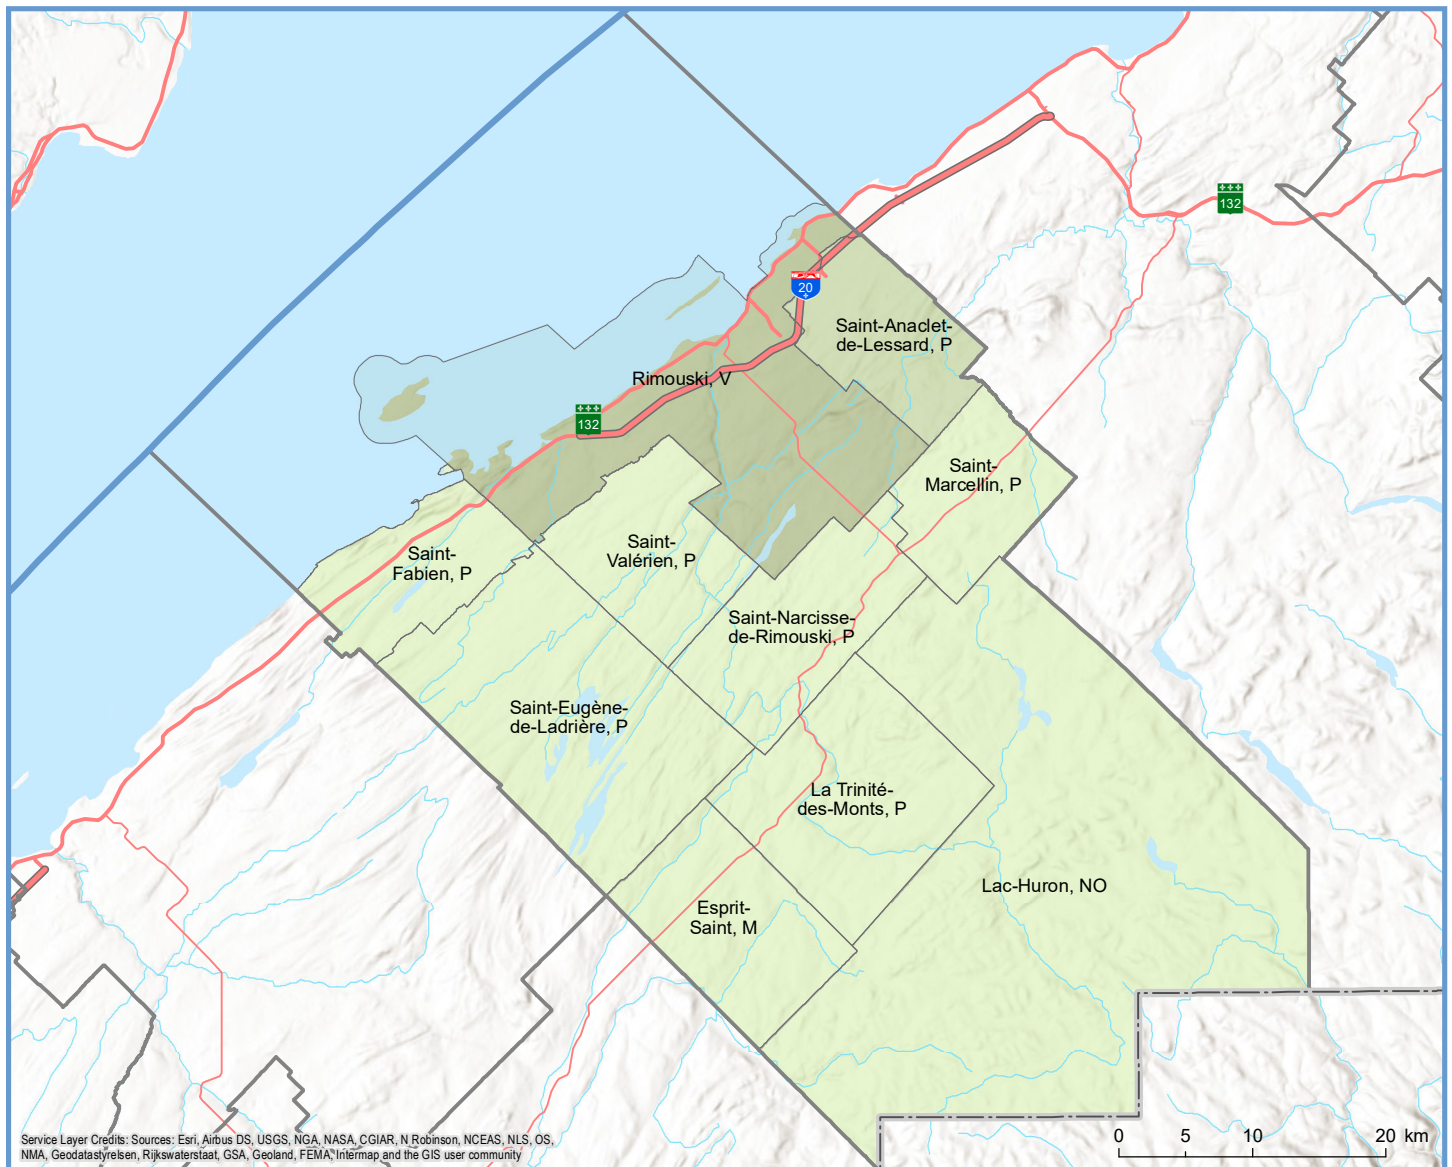 132
20
Saint-Anaclet-
de-Lessard, P
Rimouski, V
132
Saint-
Marcellin, P
Saint-
Fabien, P
Saint-
Valérien, P
Saint-Narcisse-
de-Rimouski, P
Saint-Eugène-
de-Ladrière, P
La Trinité-
des-Monts, P
Lac-Huron, NO
Esprit-
Saint, M
Service Layer Credits: Sources: Esri, Airbus DS, USGS, NGA, NASA, CGIAR, N Robinson, NCEAS, NLS, OS,
NMA, Geodatastyrelsen, Rijkswaterstaat, GSA, Geoland, FEMA, Intermap and the GIS user community
0 5 10 20 km